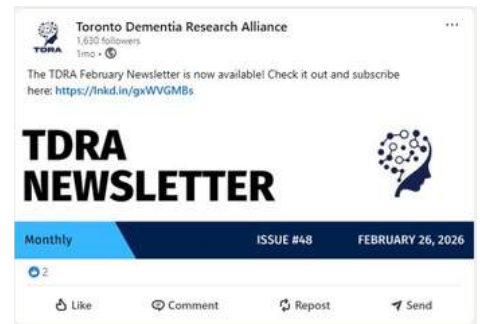 Toronto Dementia Research Alliance
1,630 followers
1mo •
The TDRA February Newsletter is now available! Check it out and subscribe
here: https://lnkd.in/gxWVGMBs
TDRA
TDRA
NEWSLETTER
Monthly ISSUE #48 FEBRUARY 26, 2026
2
Like Comment Repost Send